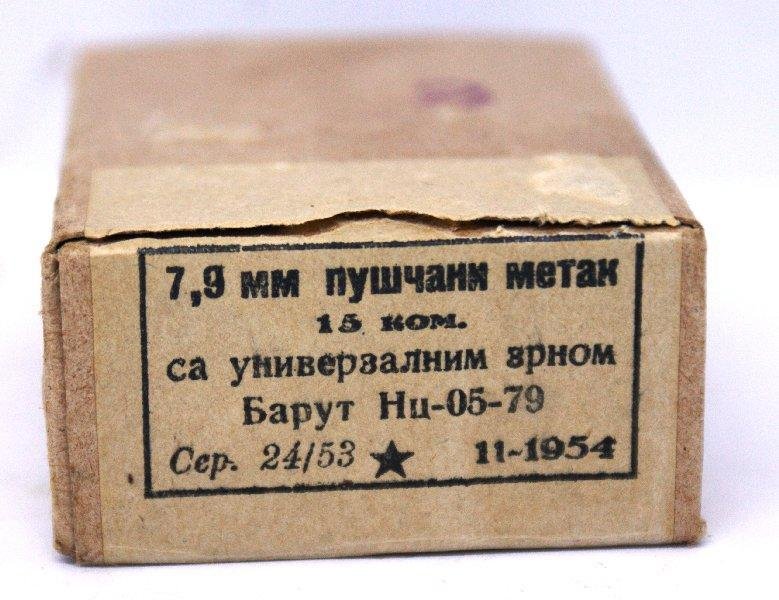 7,9 мм пушчани метак
15 ком.
са универзалним зрном
Барут Нц-05-79
Сер. 24/53 ★ 11-1954